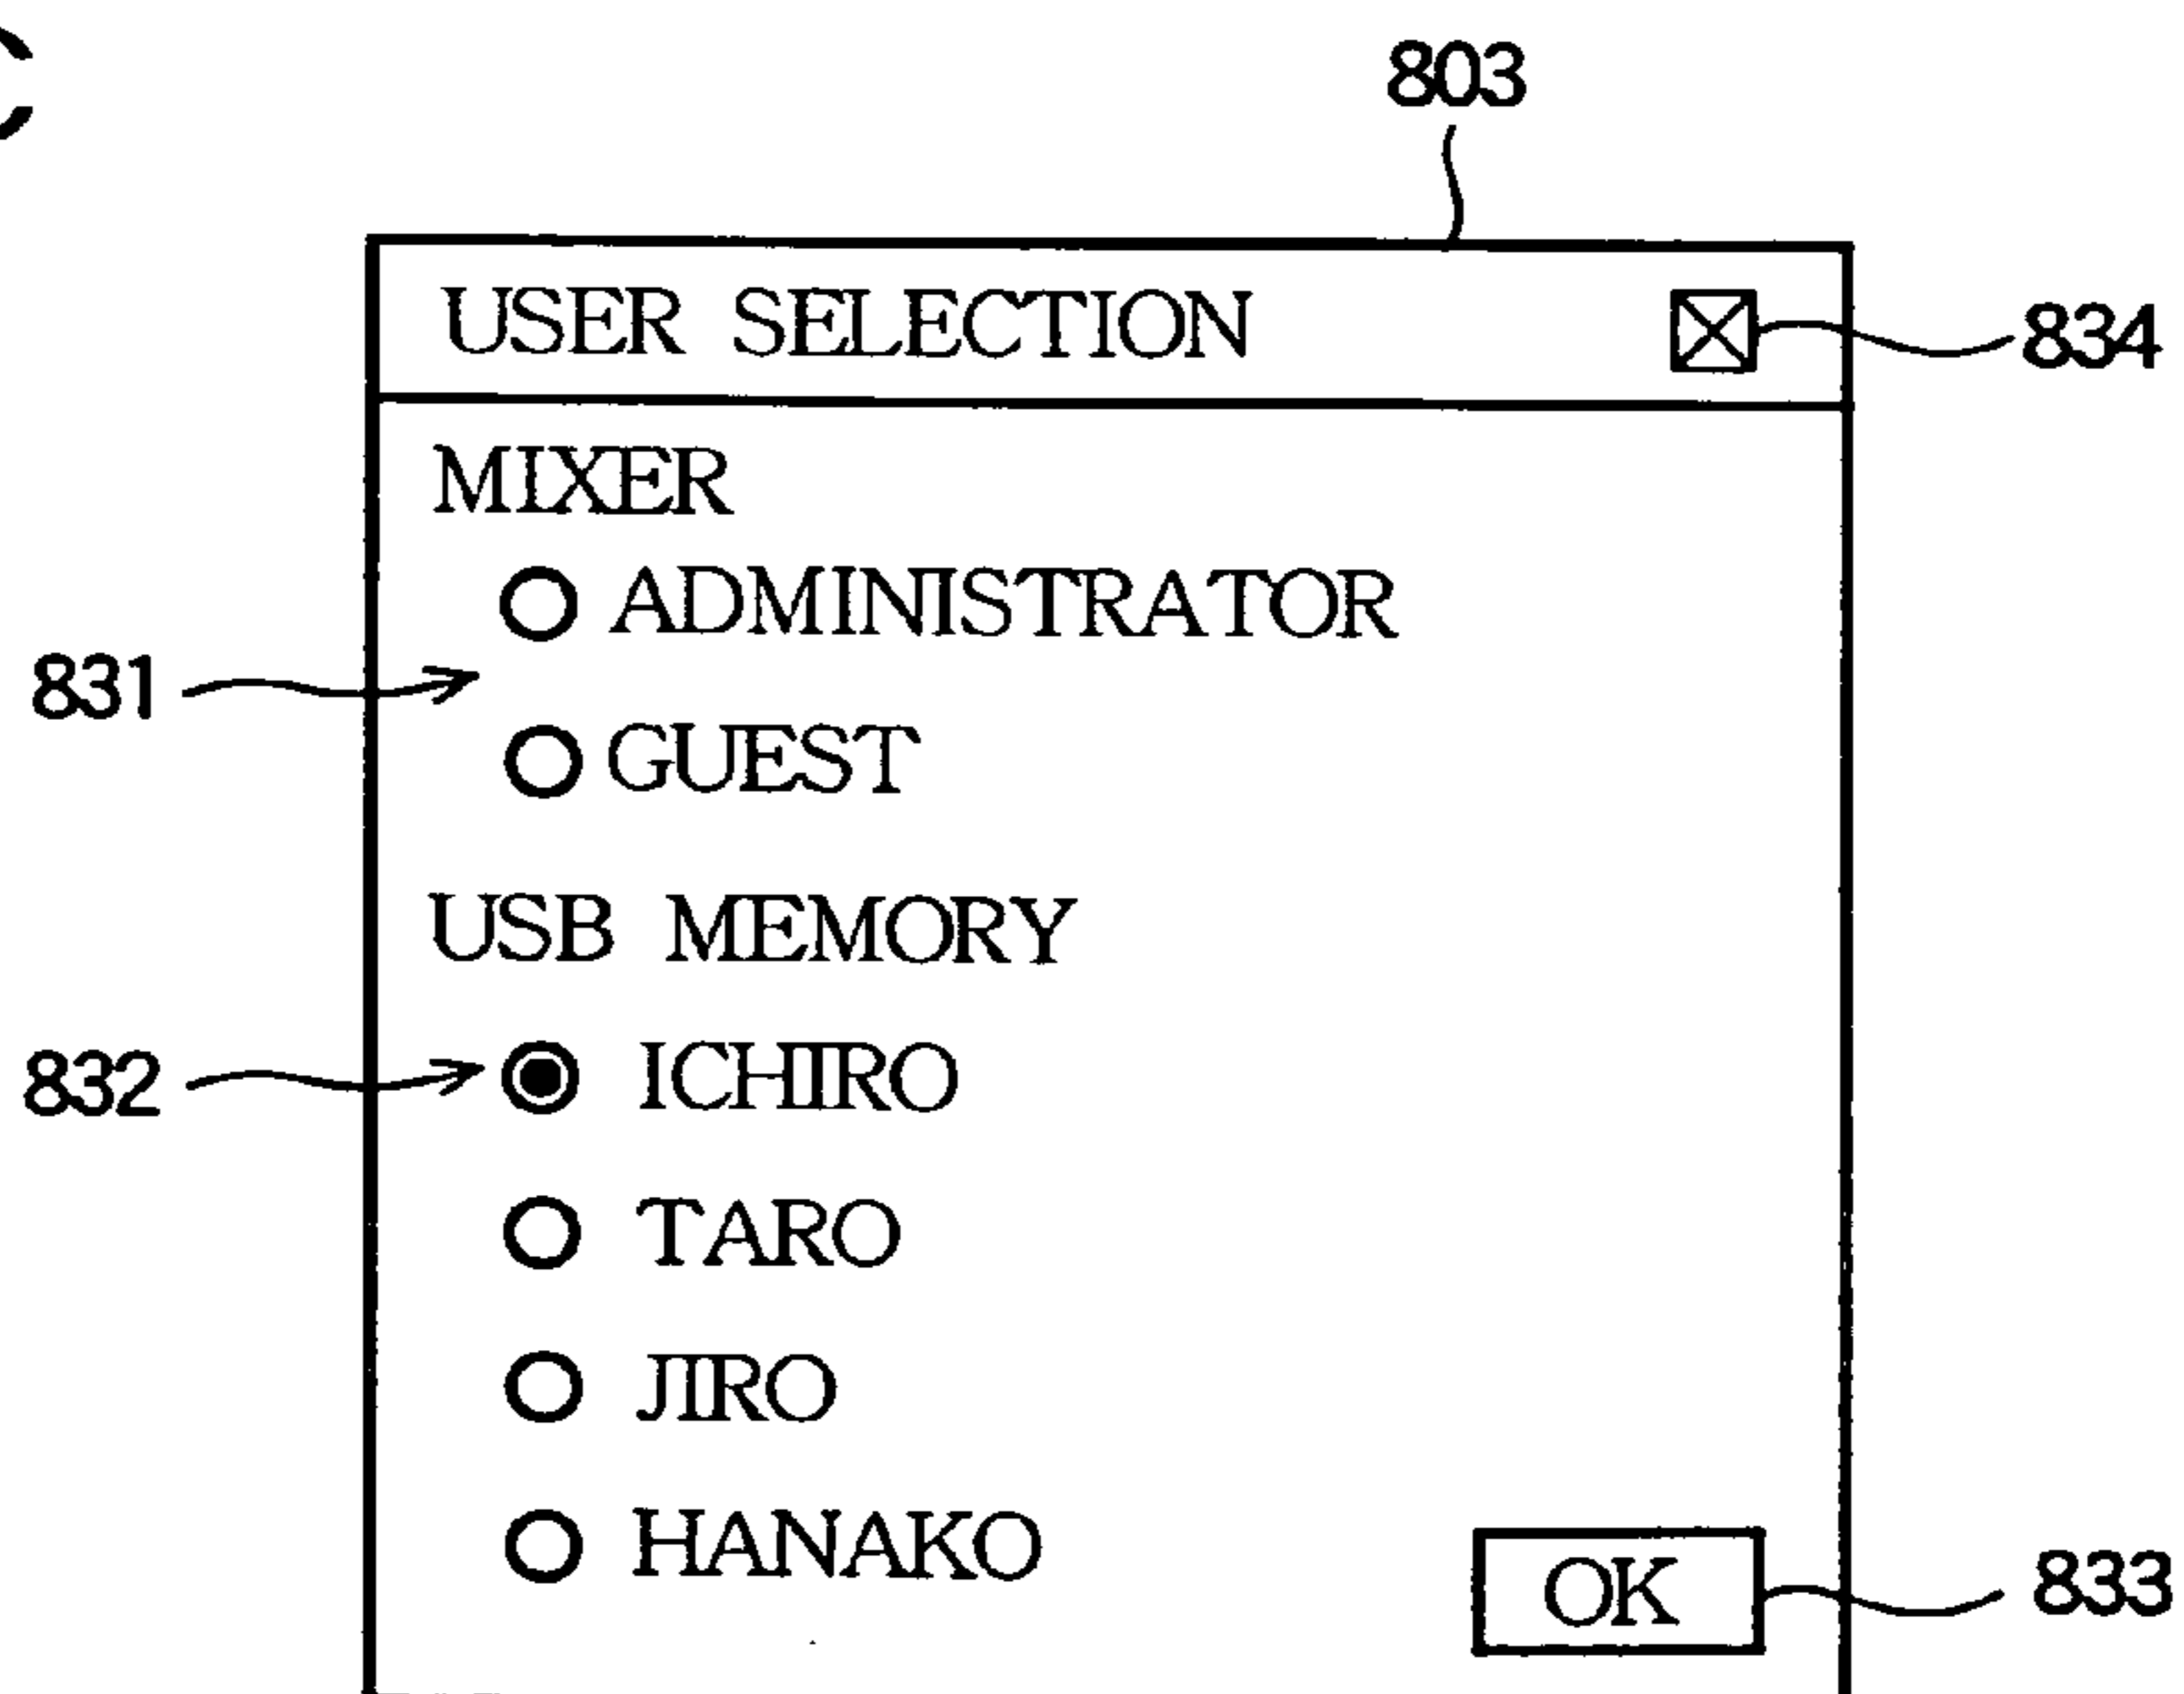 C
803
USER SELECTION
834
MIXER
ADMINISTRATOR
831
GUEST
USB MEMORY
832
ICHIRO
TARO
JIRO
HANAKO
OK
833